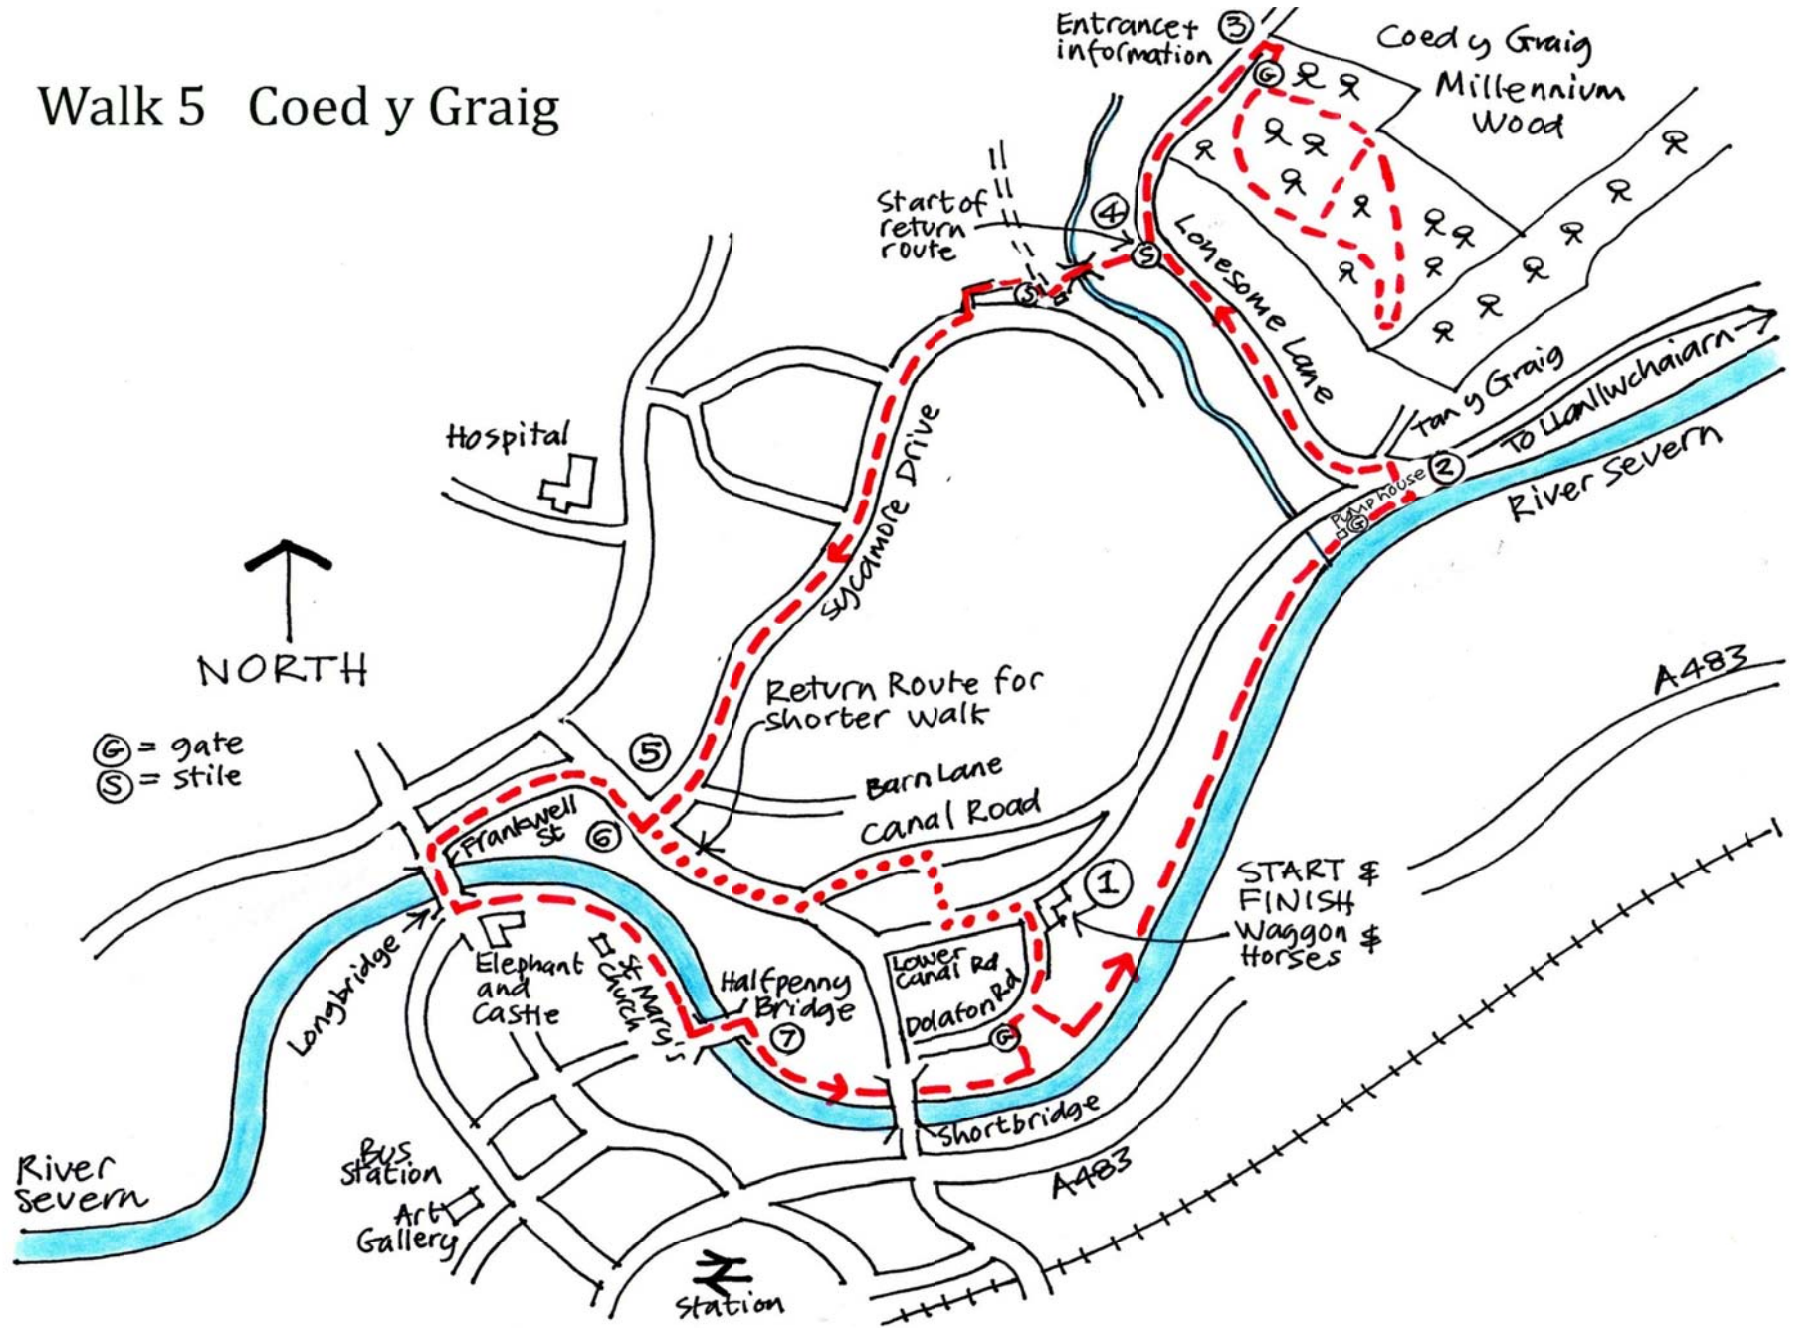 Walk 5 Coed y Graig
Entrance +
information
3
Coed y Graig
Millennium
Wood
G
Start of
return
route
4
S
Lonesome Lane
S
Tan y Graig
To Llanllwchaiarn
River Severn
2
Pump house
G
Hospital
Sycamore Drive
NORTH
G = gate
S = stile
A483
Return Route for
shorter walk
5
Barn Lane
Canal Road
Frankwell
St
6
1
START &
FINISH
Waggon &
Horses
Lower
Canal Rd
Dolafon Rd
G
Longbridge
Elephant
and
Castle
St Mary's
Church
Halfpenny
Bridge
7
Shortbridge
A483
River
Severn
Bus
Station
Art
Gallery
Station